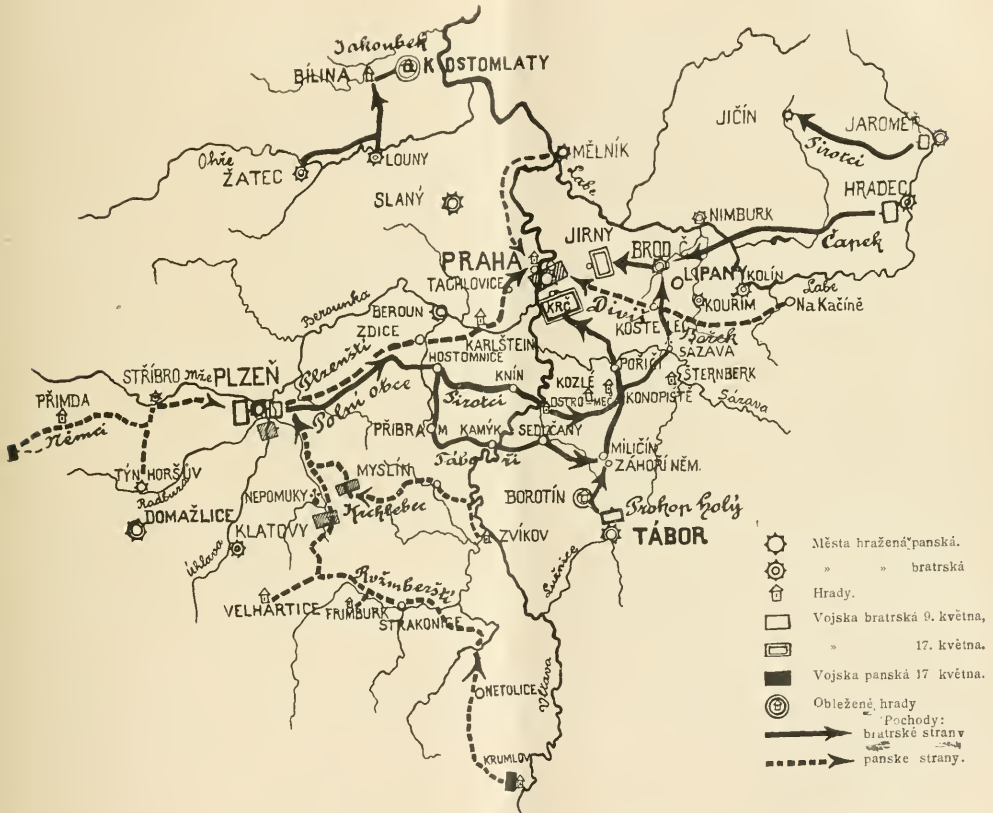 Jakoubek
KOSTOMLATY
BÍLINA
Ohře
ŽATEC
LOUNY
SLANÝ
MĚLNÍK
Labe
JIČÍN
JAROMĚŘ
Sirotci
HRADEC
NIMBURK
Čapek
JIRNY
BROD Č.
PRAHA
TACHLOVICE
LIPANY
KOLÍN
KRČ
Diviš
Bořek
KOUŘIM
Labe
Na Kačíně
KOSTELEC
SÁZAVA
Berounka
BEROUN
ZDICE
KARLŠTEIN
HOSTOMNICE
POŘÍČÍ
ŠTERNBERK
Sázava
KNÍN
KOZLÉ
OSTROMEČ
KONOPIŠTĚ
STŘÍBRO
Mže
PLZEŇ
Plzenští
Polní obce
Sirotci
PŘIMDA
Němci
PŘIBRAM
KAMÝK
SEDLČANY
Táboři
MILIČÍN
ZÁHOŘÍ NĚM.
TÝN HORŠŮV
Radbuza
MYSLÍN
DOMAŽLICE
NEPOMUKY
Krchlebec
KLATOVY
BOROTÍN
Prokop Holý
TÁBOR
ZVÍKOV
Úhlava
Lužnice
Rožmberští
VELHARTICE
FRIMBURK
STRAKONICE
NETOLICE
Vltava
KRUMLOV
Města hražená panská.
» » bratrská
Hrady.
Vojska bratrská 9. května,
» 17. května.
Vojska panská 17 května.
Obležené hrady
Pochody:
bratrské strany
panske strany.